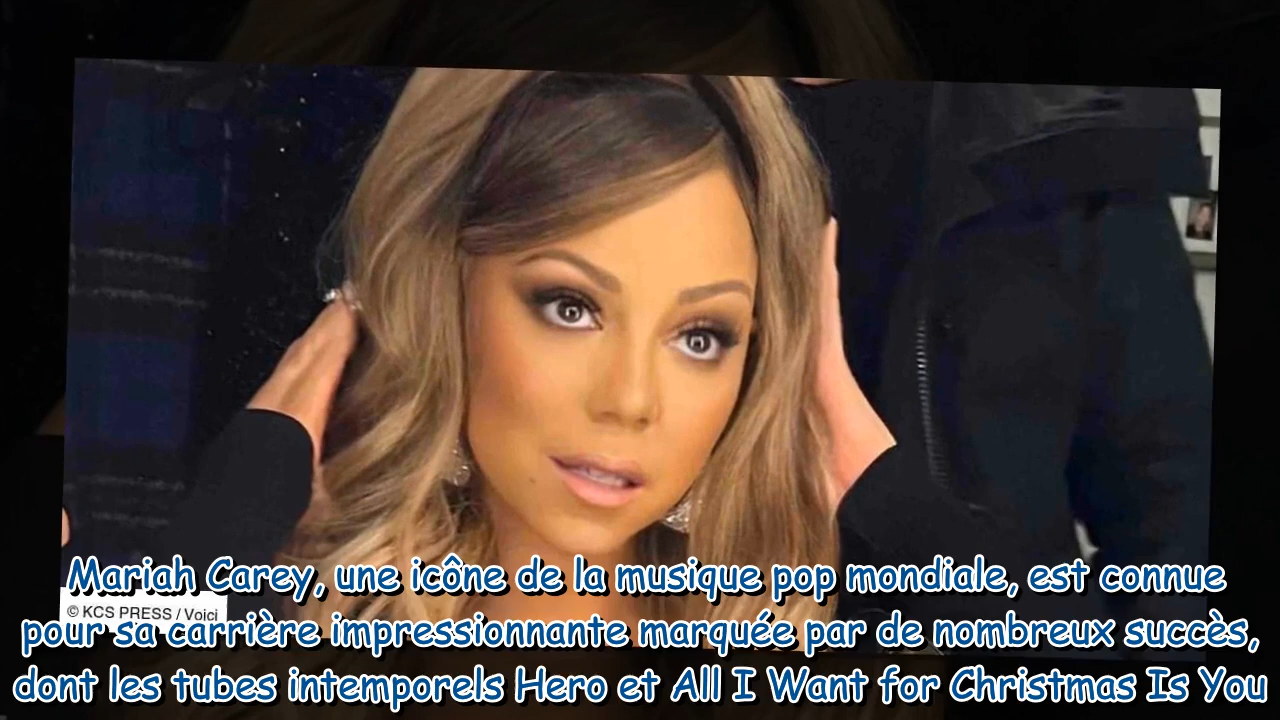 Mariah Carey, une icône de la musique pop mondiale, est connue
© KCS PRESS / Voici
pour sa carrière impressionnante marquée par de nombreux succès,
dont les tubes intemporels Hero et All I Want for Christmas Is You